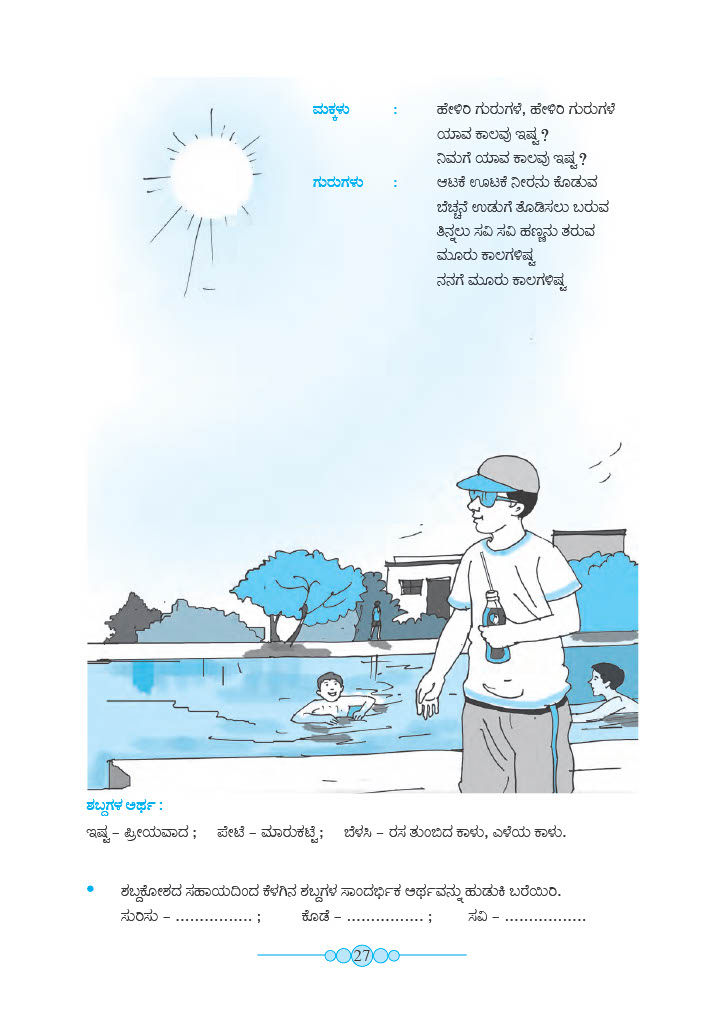 ಮಕ್ಕಳು : ಹೇಳಿರಿ ಗುರುಗಳೆ, ಹೇಳಿರಿ ಗುರುಗಳೆ
ಯಾವ ಕಾಲವು ಇಷ್ಟ ?
ನಿಮಗೆ ಯಾವ ಕಾಲವು ಇಷ್ಟ ?
ಗುರುಗಳು : ಆಟಕೆ ಊಟಕೆ ನೀರನು ಕೊಡುವ
ಬೆಚ್ಚನೆ ಉಡುಗೆ ತೊಡಿಸಲು ಬರುವ
ತಿನ್ನಲು ಸವಿ ಸವಿ ಹಣ್ಣನು ತರುವ
ಮೂರು ಕಾಲಗಳಿಷ್ಟ
ನನಗೆ ಮೂರು ಕಾಲಗಳಿಷ್ಟ
ಶಬ್ದಗಳ ಅರ್ಥ :
ಇಷ್ಟ – ಪ್ರೀಯವಾದ ; ಪೇಟೆ – ಮಾರುಕಟ್ಟೆ ; ಬೆಳಸಿ – ರಸ ತುಂಬಿದ ಕಾಳು, ಎಳೆಯ ಕಾಳು.
• ಶಬ್ದಕೋಶದ ಸಹಾಯದಿಂದ ಕೆಳಗಿನ ಶಬ್ದಗಳ ಸಾಂದರ್ಭಿಕ ಅರ್ಥವನ್ನು ಹುಡುಕಿ ಬರೆಯಿರಿ.
ಸುರಿಸು – ................ ; ಕೊಡೆ – ................ ; ಸವಿ – .................
27